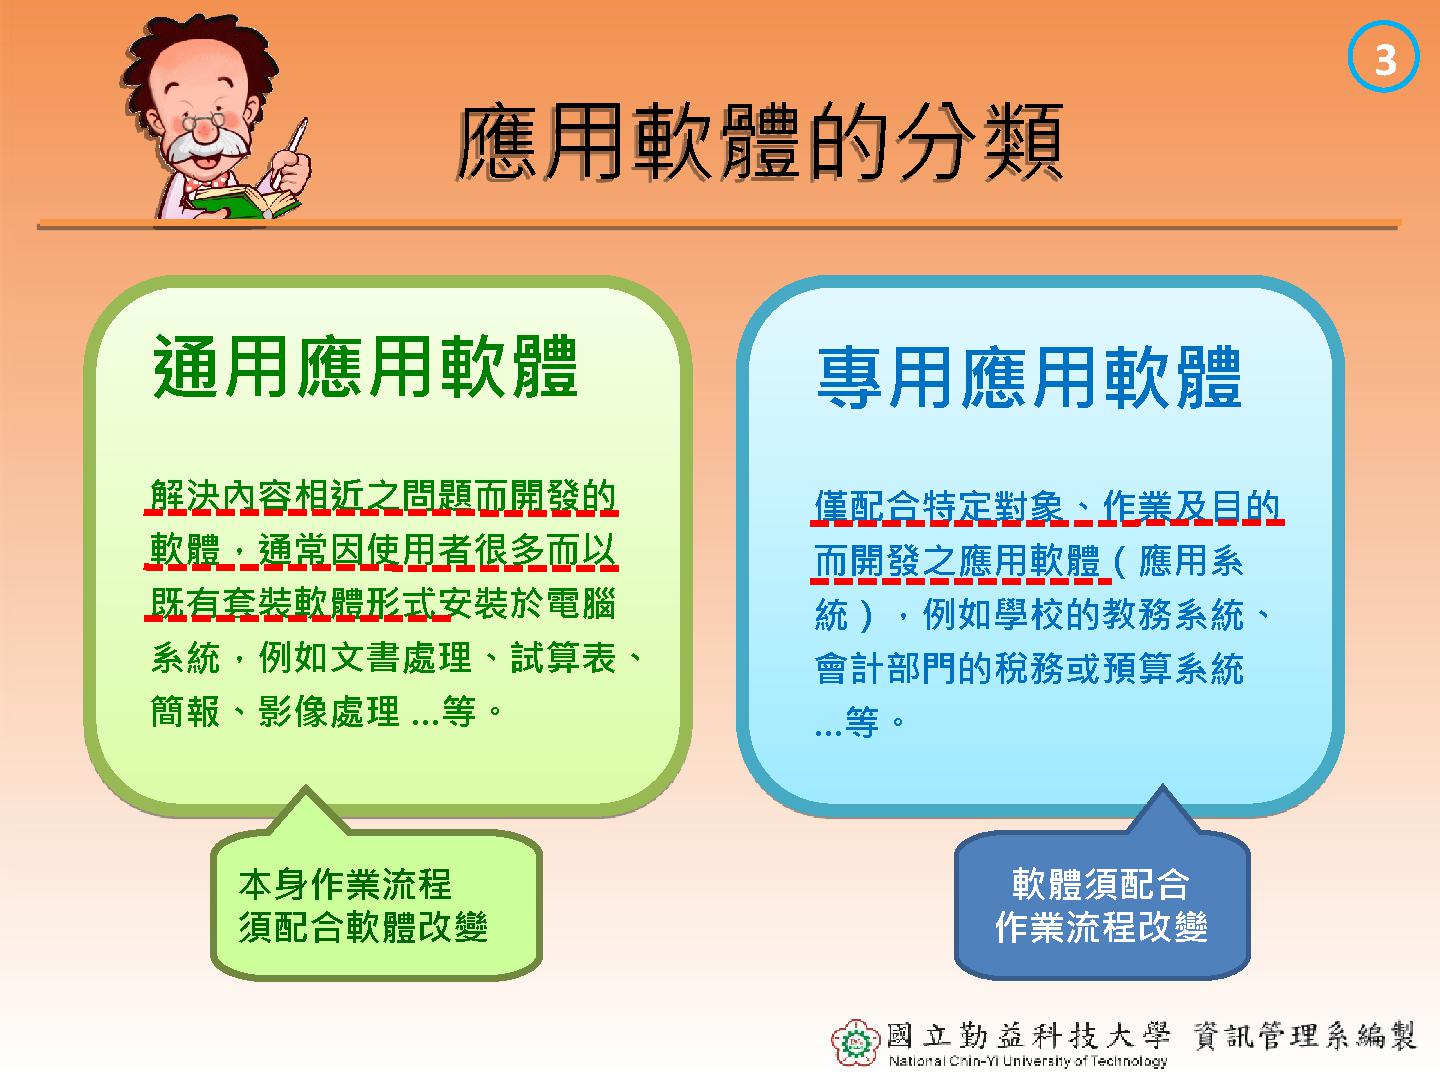 3
應用軟體的分類
通用應用軟體
解決內容相近之問題而開發的
軟體，通常因使用者很多而以
既有套裝軟體形式安裝於電腦
系統，例如文書處理、試算表、
簡報、影像處理 ...等。
本身作業流程
須配合軟體改變
專用應用軟體
僅配合特定對象、作業及目的
而開發之應用軟體（應用系
統），例如學校的教務系統、
會計部門的稅務或預算系統
...等。
軟體須配合
作業流程改變
國立勤益科技大學 資訊管理系編製
National Chin-Yi University of Technology